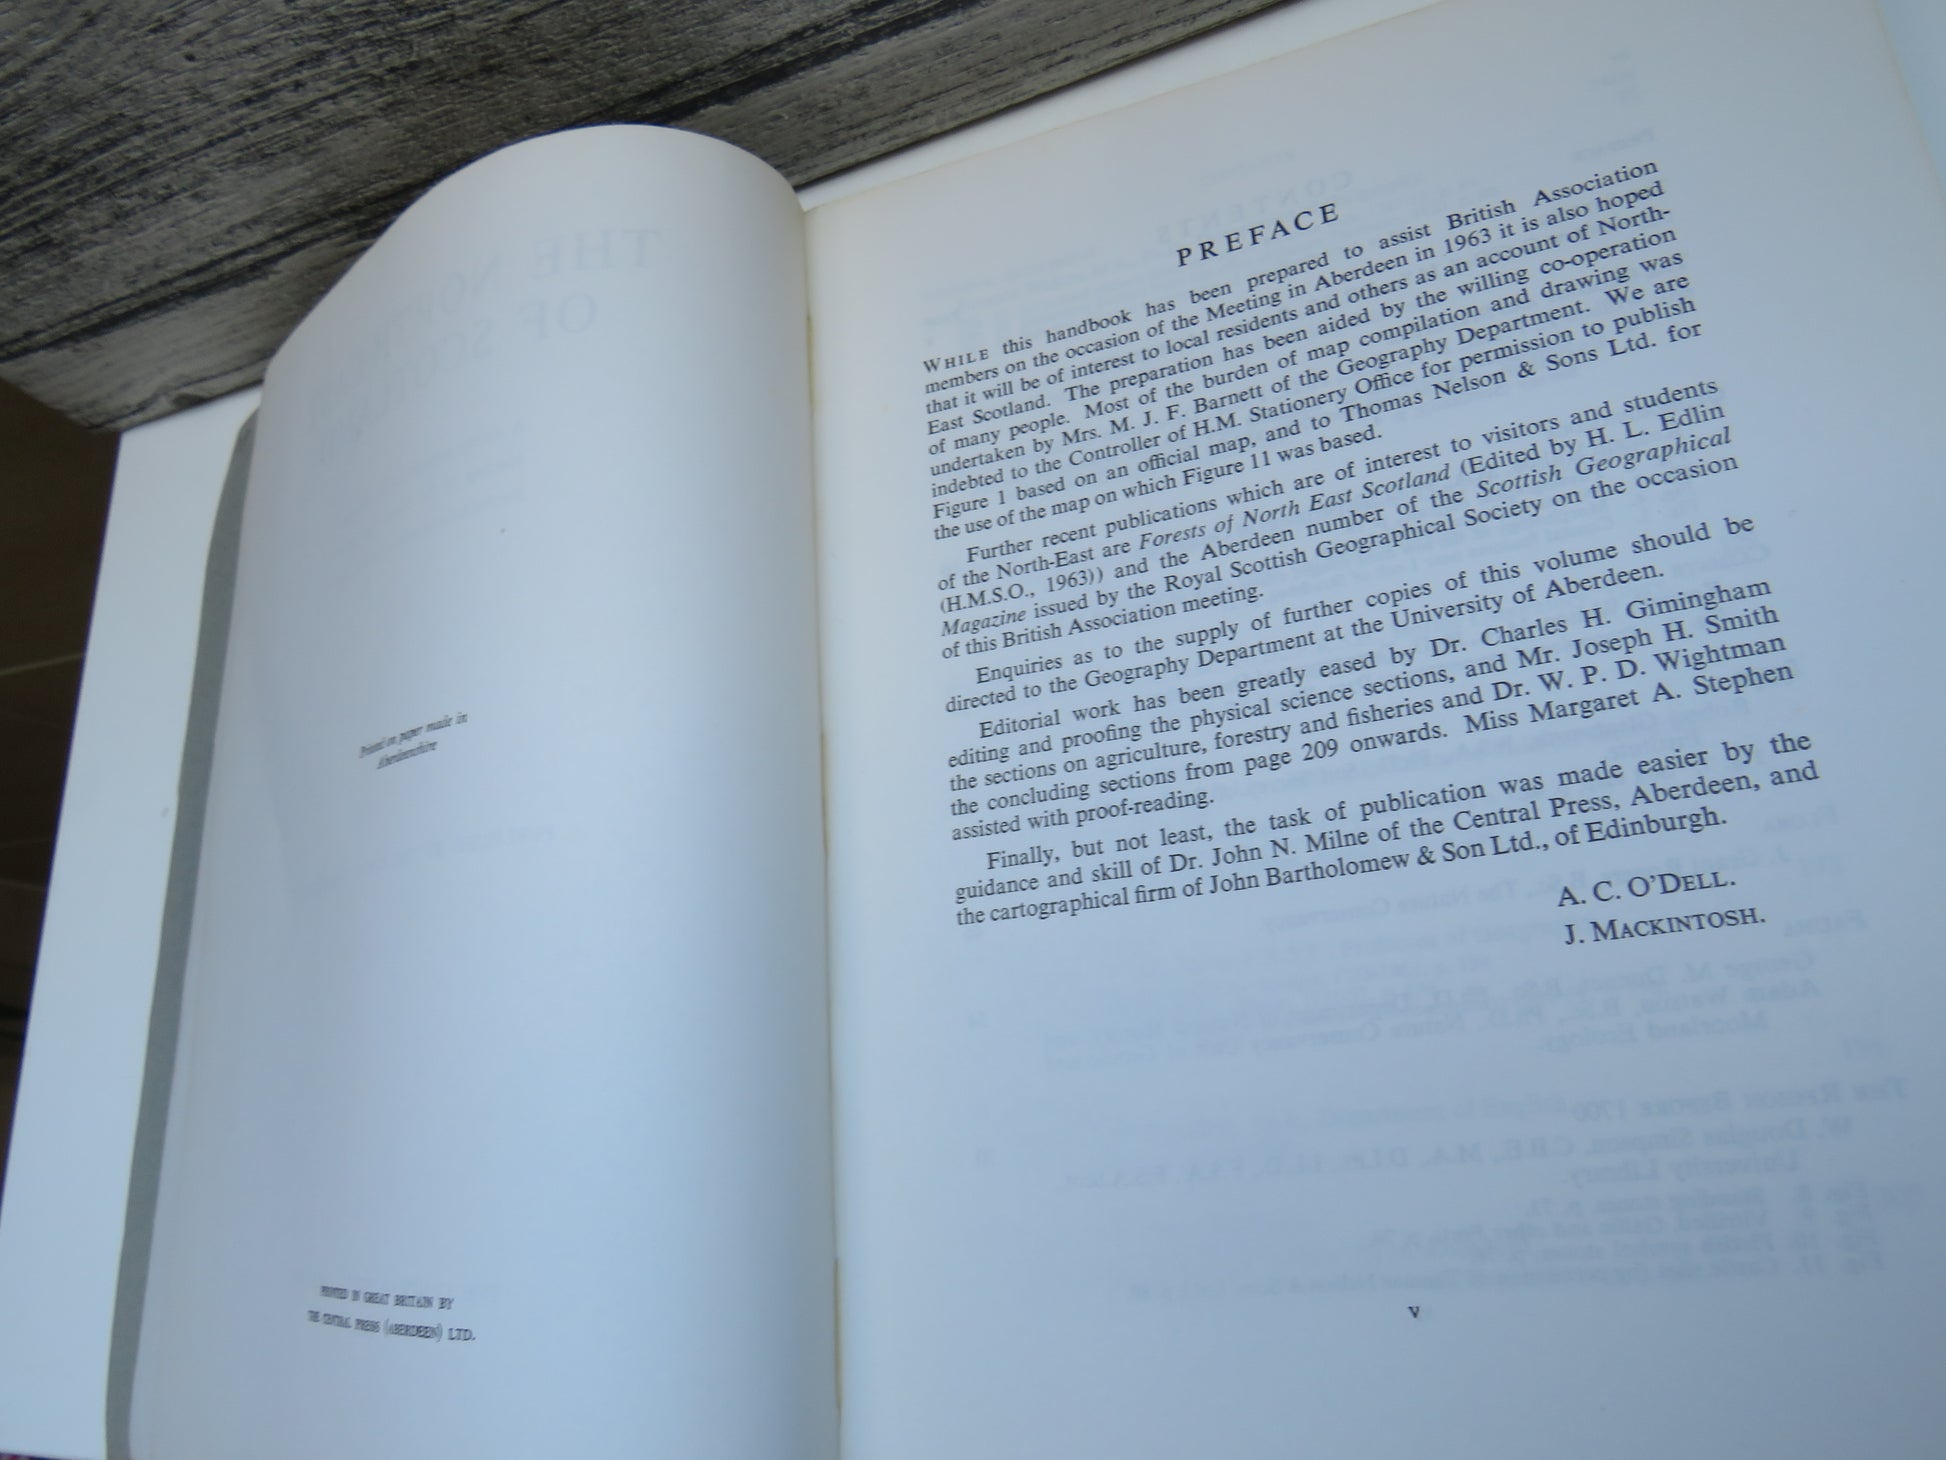 Printed on paper made in
Aberdeenshire
PRINTED IN GREAT BRITAIN BY
THE CENTRAL PRESS (ABERDEEN) LTD.
PREFACE
WHILE this handbook has been prepared to assist British Association
members on the occasion of the Meeting in Aberdeen in 1963 it is also hoped
that it will be of interest to local residents and others as an account of North-
East Scotland. The preparation has been aided by the willing co-operation
of many people. Most of the burden of map compilation and drawing was
undertaken by Mrs. M. J. F. Barnett of the Geography Department. We are
indebted to the Controller of H.M. Stationery Office for permission to publish
Figure 1 based on an official map, and to Thomas Nelson & Sons Ltd. for
the use of the map on which Figure 11 was based.
Further recent publications which are of interest to visitors and students
of the North-East are Forests of North East Scotland (Edited by H. L. Edlin
(H.M.S.O., 1963)) and the Aberdeen number of the Scottish Geographical
Magazine issued by the Royal Scottish Geographical Society on the occasion
of this British Association meeting.
Enquiries as to the supply of further copies of this volume should be
directed to the Geography Department at the University of Aberdeen.
Editorial work has been greatly eased by Dr. Charles H. Gimingham
editing and proofing the physical science sections, and Mr. Joseph H. Smith
the sections on agriculture, forestry and fisheries and Dr. W. P. D. Wightman
the concluding sections from page 209 onwards. Miss Margaret A. Stephen
assisted with proof-reading.
Finally, but not least, the task of publication was made easier by the
guidance and skill of Dr. John N. Milne of the Central Press, Aberdeen, and
the cartographical firm of John Bartholomew & Son Ltd., of Edinburgh.
A. C. O'DELL.
J. MACKINTOSH.
v